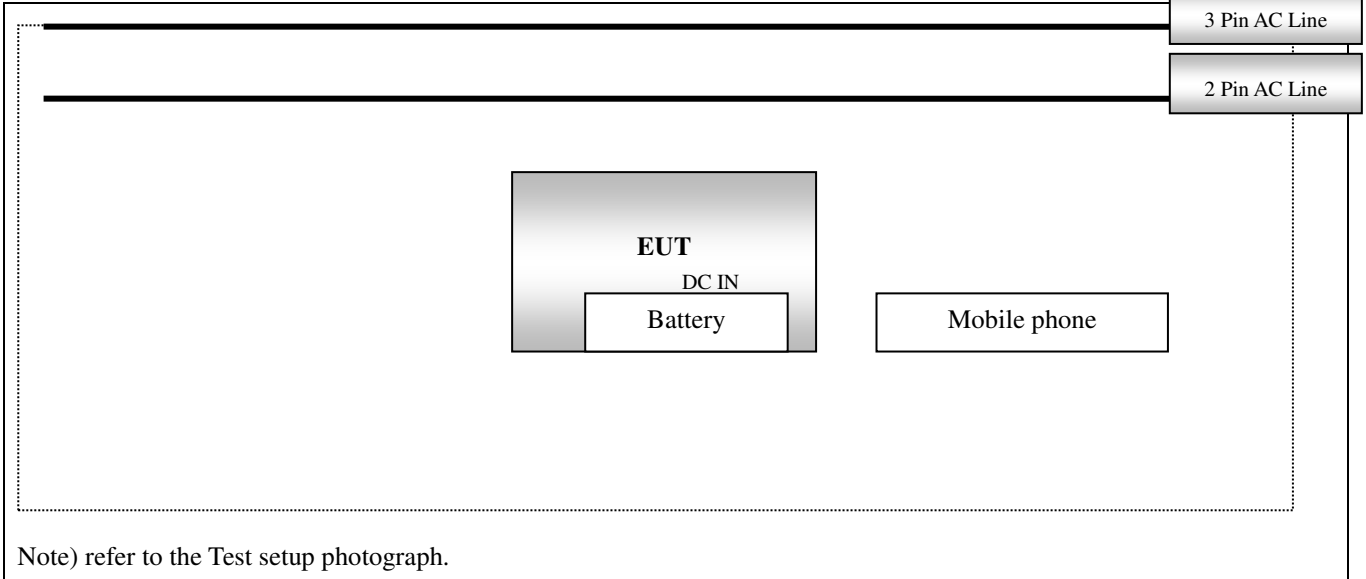 3 Pin AC Line
2 Pin AC Line
EUT
DC IN
Battery
Mobile phone
Note) refer to the Test setup photograph.